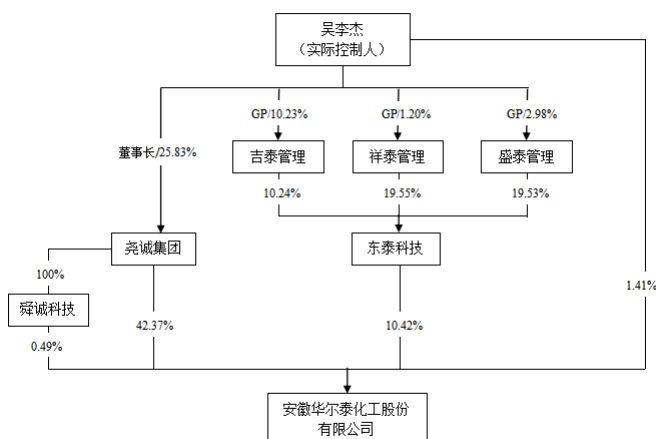 吴李杰
（实际控制人）
GP/10.23%
GP/1.20%
GP/2.98%
董事长/25.83%
吉泰管理
祥泰管理
盛泰管理
10.24%
19.55%
19.53%
尧诚集团
东泰科技
100%
1.41%
舜诚科技
42.37%
10.42%
0.49%
安徽华尔泰化工股份
有限公司